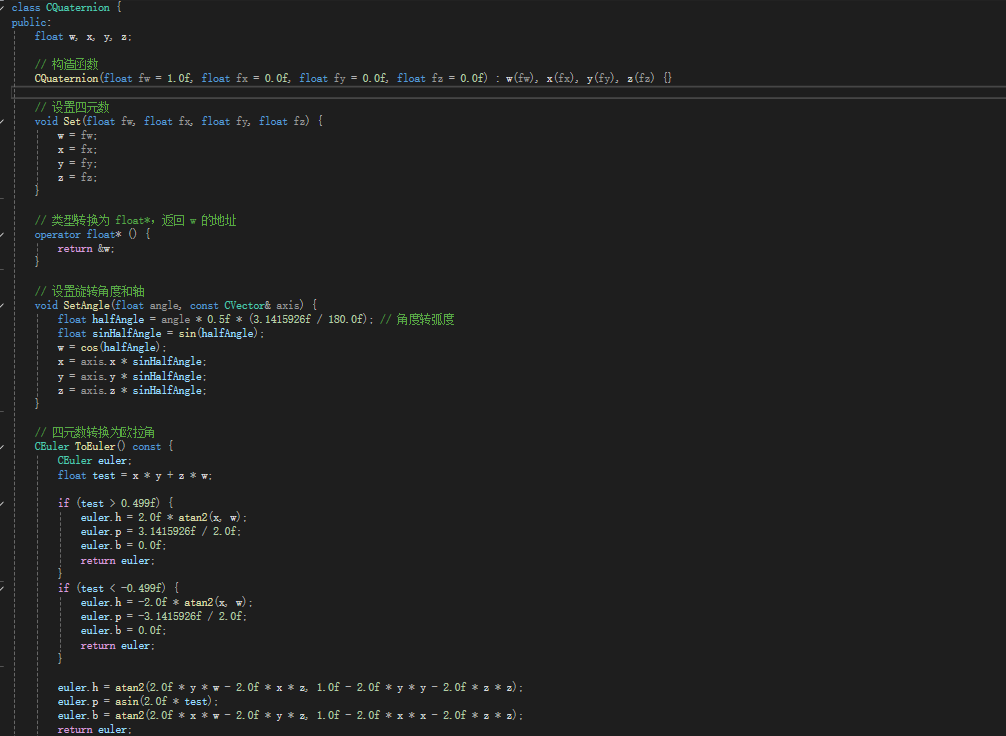 class CQuaternion {
public:
float w, x, y, z;
// 构造函数
CQuaternion(float fw = 1.0f, float fx = 0.0f, float fy = 0.0f, float fz = 0.0f) : w(fw), x(fx), y(fy), z(fz) {}
// 设置四元数
void Set(float fw, float fx, float fy, float fz) {
w = fw;
x = fx;
y = fy;
z = fz;
}
// 类型转换为 float*，返回 w 的地址
operator float* () {
return &w;
}
// 设置旋转角度和轴
void SetAngle(float angle, const CVector& axis) {
float halfAngle = angle * 0.5f * (3.1415926f / 180.0f); // 角度转弧度
float sinHalfAngle = sin(halfAngle);
w = cos(halfAngle);
x = axis.x * sinHalfAngle;
y = axis.y * sinHalfAngle;
z = axis.z * sinHalfAngle;
}
// 四元数转换为欧拉角
CEuler ToEuler() const {
CEuler euler;
float test = x * y + z * w;
if (test > 0.499f) {
euler.h = 2.0f * atan2(x, w);
euler.p = 3.1415926f / 2.0f;
euler.b = 0.0f;
return euler;
}
if (test < -0.499f) {
euler.h = -2.0f * atan2(x, w);
euler.p = -3.1415926f / 2.0f;
euler.b = 0.0f;
return euler;
}
euler.h = atan2(2.0f * y * w - 2.0f * x * z, 1.0f - 2.0f * y * y - 2.0f * z * z);
euler.p = asin(2.0f * test);
euler.b = atan2(2.0f * x * w - 2.0f * y * z, 1.0f - 2.0f * x * x - 2.0f * z * z);
return euler;